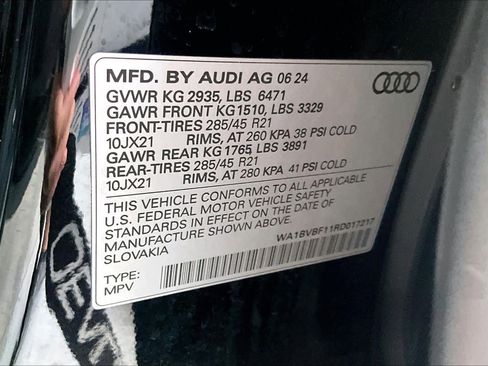 MFD. BY AUDI AG 06 24
GVWR KG 2935, LBS 6471
GAWR FRONT KG1510, LBS 3329
FRONT-TIRES 285/45 R21
10JX21 RIMS, AT 260 KPA 38 PSI COLD
GAWR REAR KG 1765, LBS 3891
REAR-TIRES 285/45 R21
10JX21 RIMS, AT 280 KPA 41 PSI COLD
THIS VEHICLE CONFORMS TO ALL APPLICABLE
U.S. FEDERAL MOTOR VEHICLE SAFETY
STANDARDS IN EFFECT ON THE DATE OF
MANUFACTURE SHOWN ABOVE.
SLOVAKIA
WA1BVBF11RD017217
TYPE:
MPV